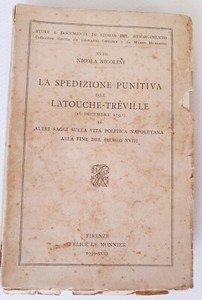 STUDI E DOCUMENTI DI STORIA DEL RISORGIMENTO
NICOLA NICOLINI
LA SPEDIZIONE PUNITIVA
DEL
LATOUCHE-TRÉVILLE
(16 DICEMBRE 1792)
ED
ALTRI SAGGI SULLA VITA POLITICA NAPOLETANA
ALLA FINE DEL SECOLO XVIII
FIRENZE
FELICE LE MONNIER